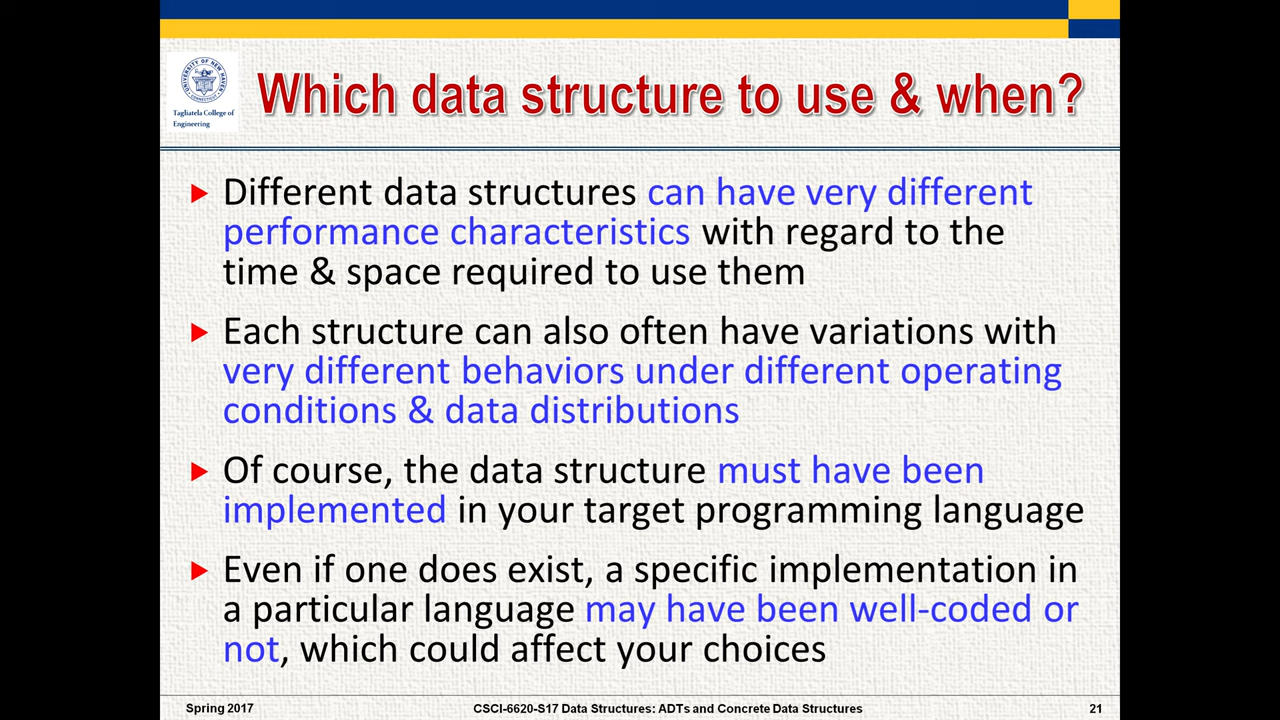 Which data structure to use & when?
Tagliatela College of
Engineering
Different data structures can have very different
performance characteristics with regard to the
time & space required to use them
Each structure can also often have variations with
very different behaviors under different operating
conditions & data distributions
Of course, the data structure must have been
implemented in your target programming language
Even if one does exist, a specific implementation in
a particular language may have been well-coded or
not, which could affect your choices
Spring 2017
CSCI-6620-S17 Data Structures: ADTs and Concrete Data Structures
21